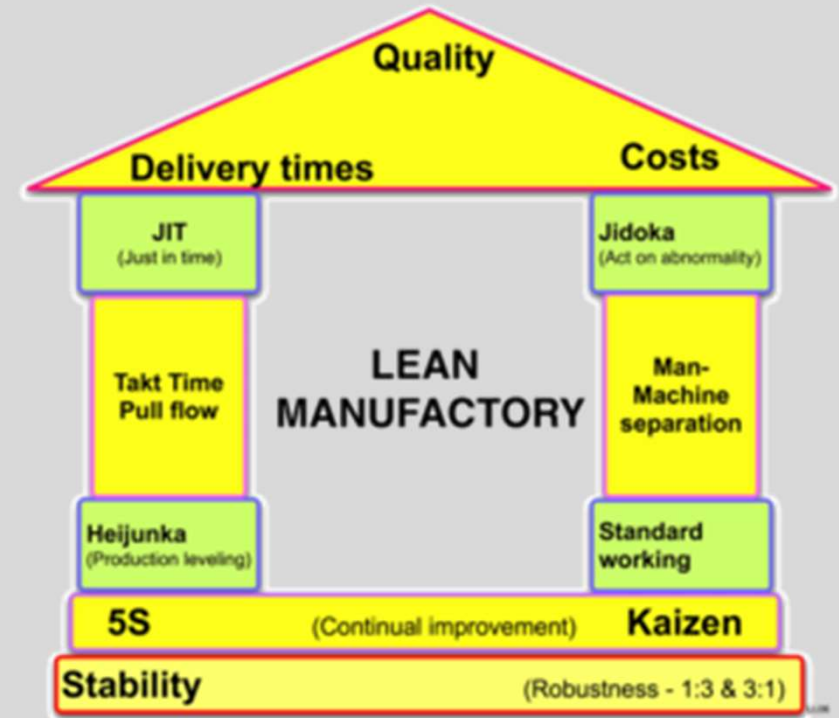 Quality
Delivery times
Costs
JIT
(Just in time)
Jidoka
(Act on abnormality)
Takt Time
Pull flow
LEAN
MANUFACTORY
Man-
Machine
separation
Heijunka
(Production leveling)
Standard
working
5S (Continual improvement) Kaizen
Stability (Robustness - 1:3 & 3:1)